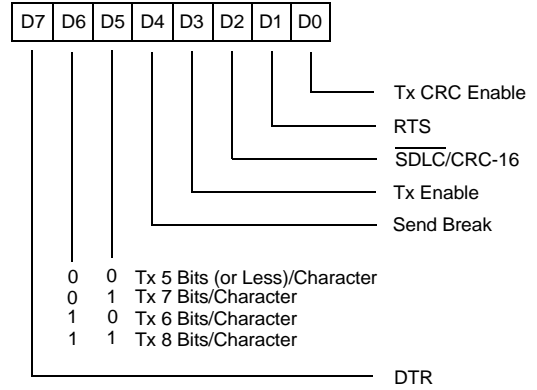 D7 D6 D5 D4 D3 D2 D1 D0
Tx CRC Enable
RTS
SDLC/CRC-16
Tx Enable
Send Break
0 0 Tx 5 Bits (or Less)/Character
0 1 Tx 7 Bits/Character
1 0 Tx 6 Bits/Character
1 1 Tx 8 Bits/Character
DTR